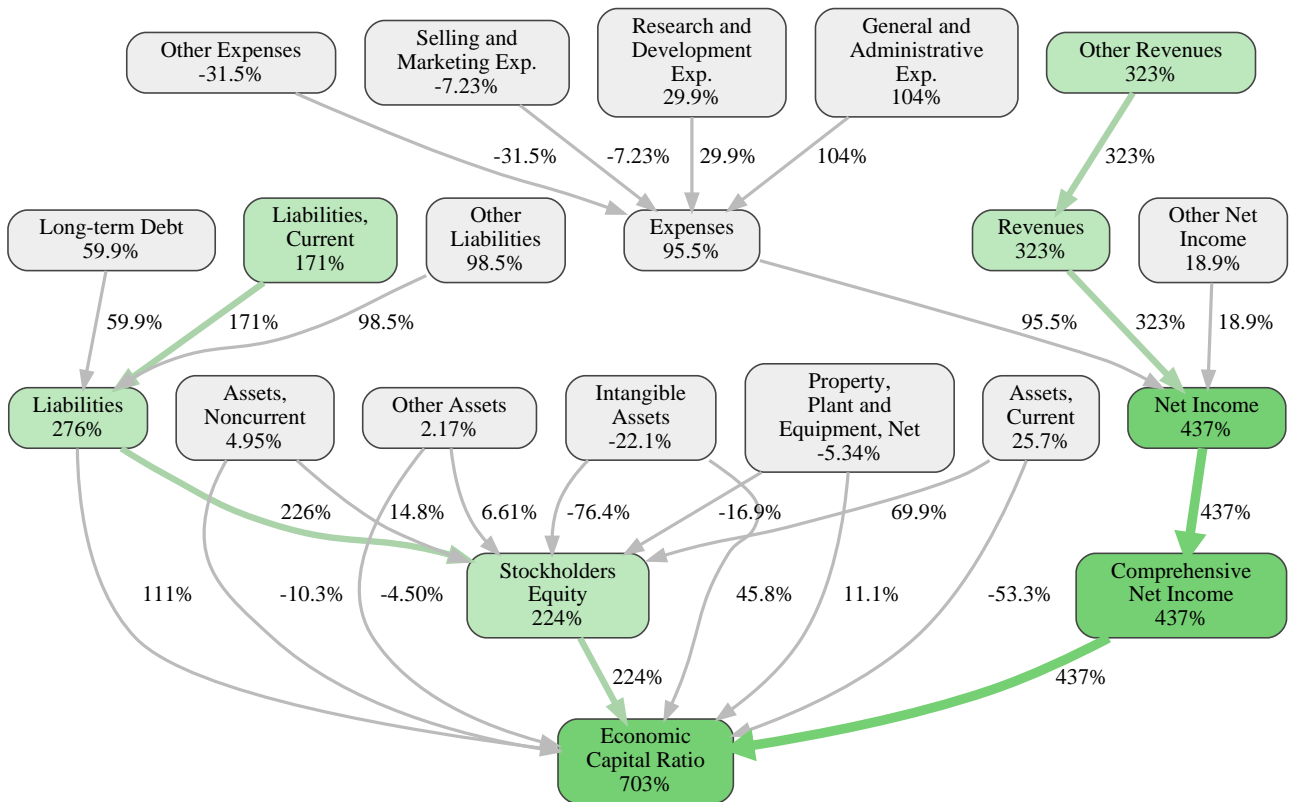 Other Expenses
-31.5%
Selling and
Marketing Exp.
-7.23%
Research and
Development
Exp.
29.9%
General and
Administrative
Exp.
104%
Other Revenues
323%
-31.5%
-7.23%
29.9%
104%
323%
Long-term Debt
59.9%
Liabilities,
Current
171%
Other
Liabilities
98.5%
Expenses
95.5%
Revenues
323%
Other Net
Income
18.9%
59.9%
171%
98.5%
95.5%
323%
18.9%
Liabilities
276%
Assets,
Noncurrent
4.95%
Other Assets
2.17%
Intangible
Assets
-22.1%
Property,
Plant and
Equipment, Net
-5.34%
Assets,
Current
25.7%
Net Income
437%
226%
14.8%
6.61%
-76.4%
-16.9%
69.9%
437%
111%
-10.3%
-4.50%
Stockholders
Equity
224%
45.8%
11.1%
-53.3%
Comprehensive
Net Income
437%
224%
437%
Economic
Capital Ratio
703%